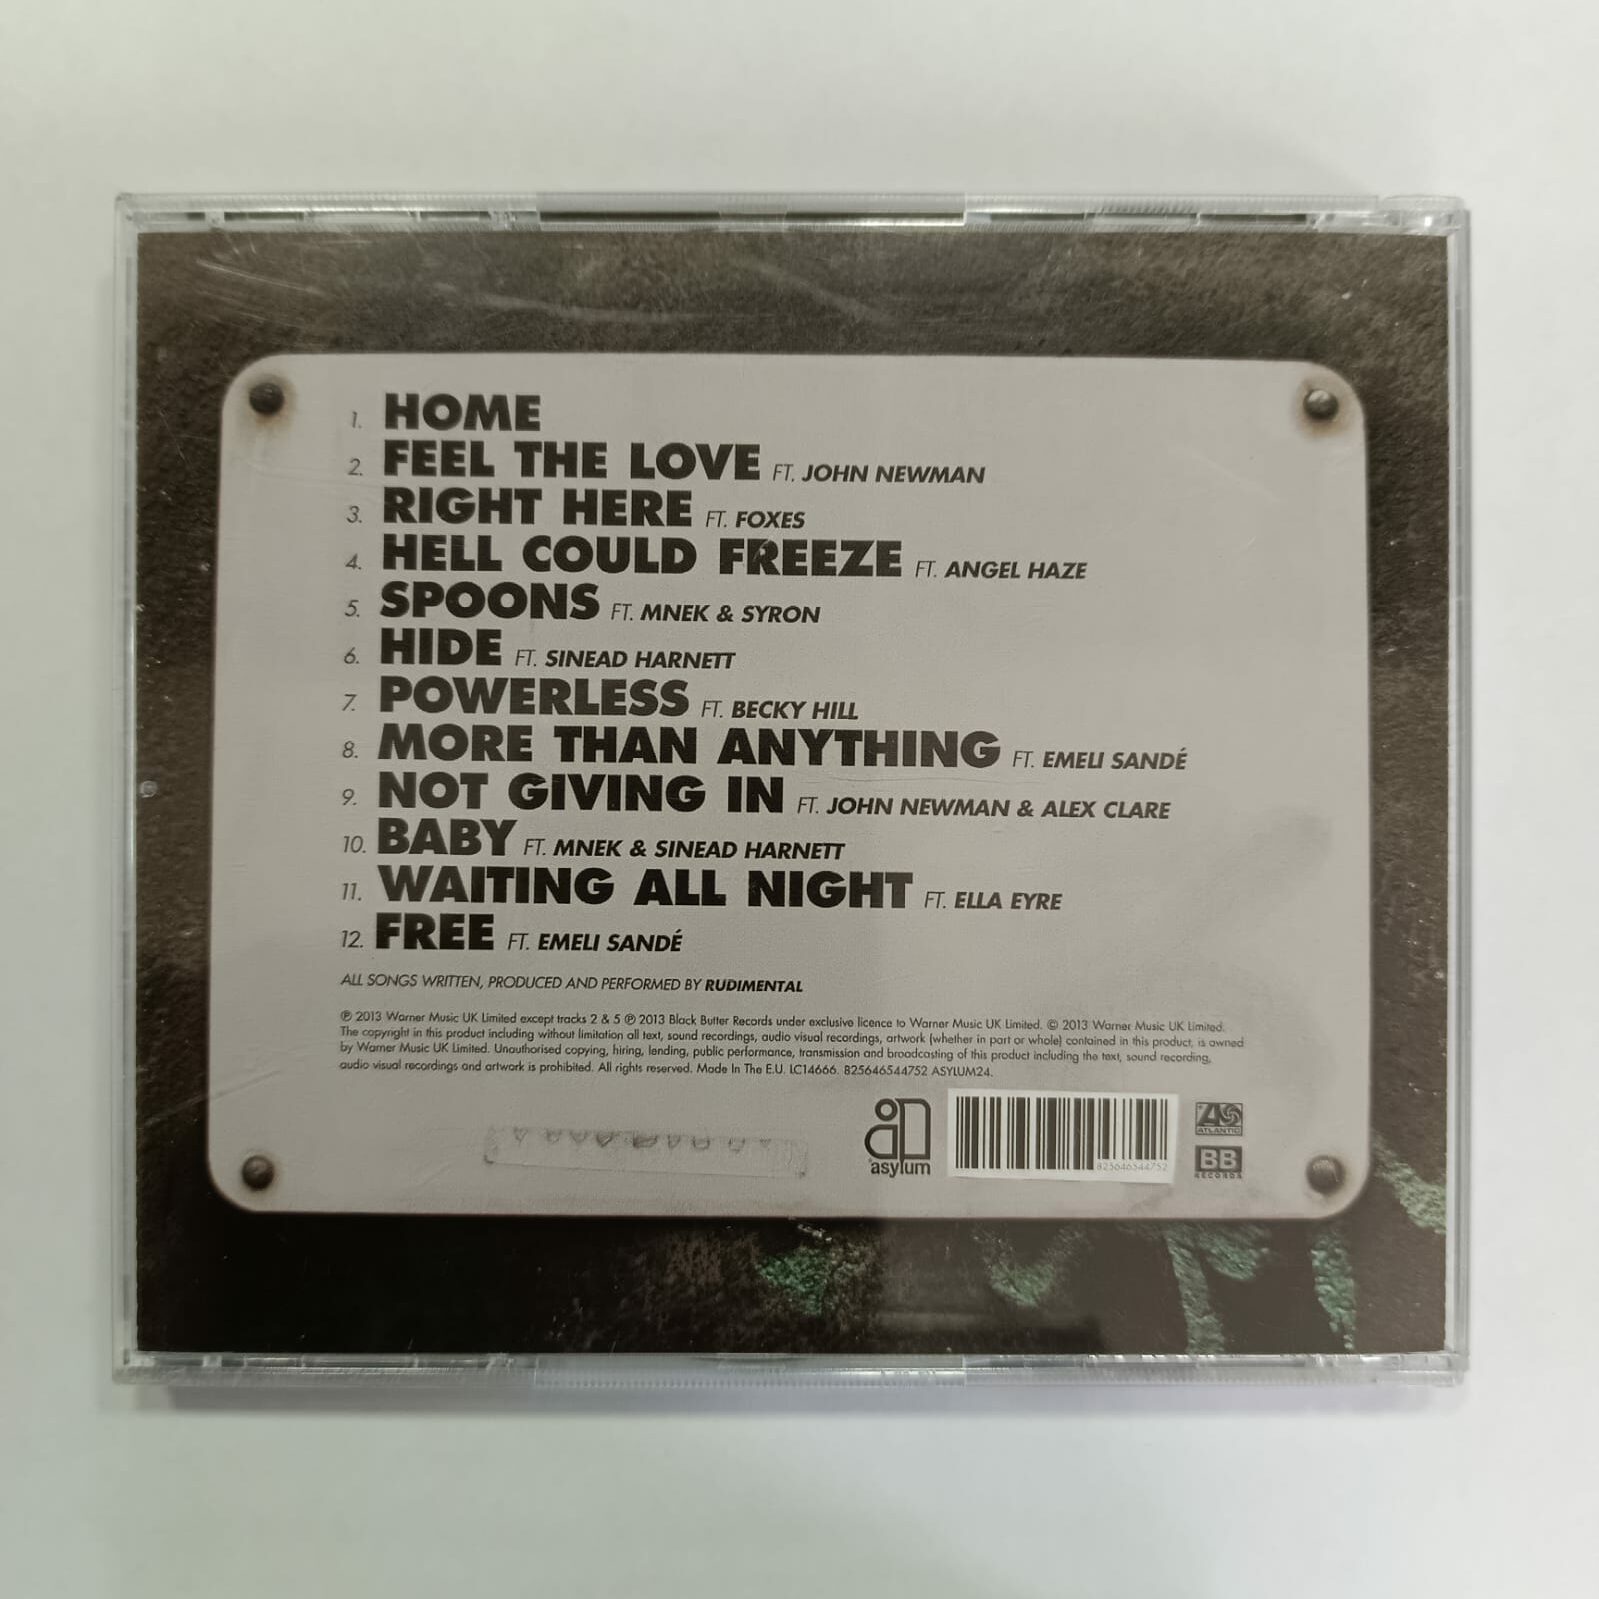 1. HOME
2. FEEL THE LOVE FT. JOHN NEWMAN
3. RIGHT HERE FT. FOXES
4. HELL COULD FREEZE FT. ANGEL HAZE
5. SPOONS FT. MNEK & SYRON
6. HIDE FT. SINEAD HARNETT
7. POWERLESS FT. BECKY HILL
8. MORE THAN ANYTHING FT. EMELI SANDÉ
9. NOT GIVING IN FT. JOHN NEWMAN & ALEX CLARE
10. BABY FT. MNEK & SINEAD HARNETT
11. WAITING ALL NIGHT FT. ELLA EYRE
12. FREE FT. EMELI SANDÉ
ALL SONGS WRITTEN, PRODUCED AND PERFORMED BY RUDIMENTAL
℗ 2013 Warner Music UK Limited except tracks 2 & 5 ℗ 2013 Black Butter Records under exclusive licence to Warner Music UK Limited. © 2013 Warner Music UK Limited.
The copyright in this product including without limitation all text, sound recordings, audio visual recordings, artwork (whether in part or whole) contained in this product, is owned
by Warner Music UK Limited. Unauthorised copying, hiring, lending, public performance, transmission and broadcasting of this product including the text, sound recording,
audio visual recordings and artwork is prohibited. All rights reserved. Made In The E.U. LC14666. 825646544752 ASYLUM24.
asylum
825646544752
ATLANTIC
BB
RECORDS